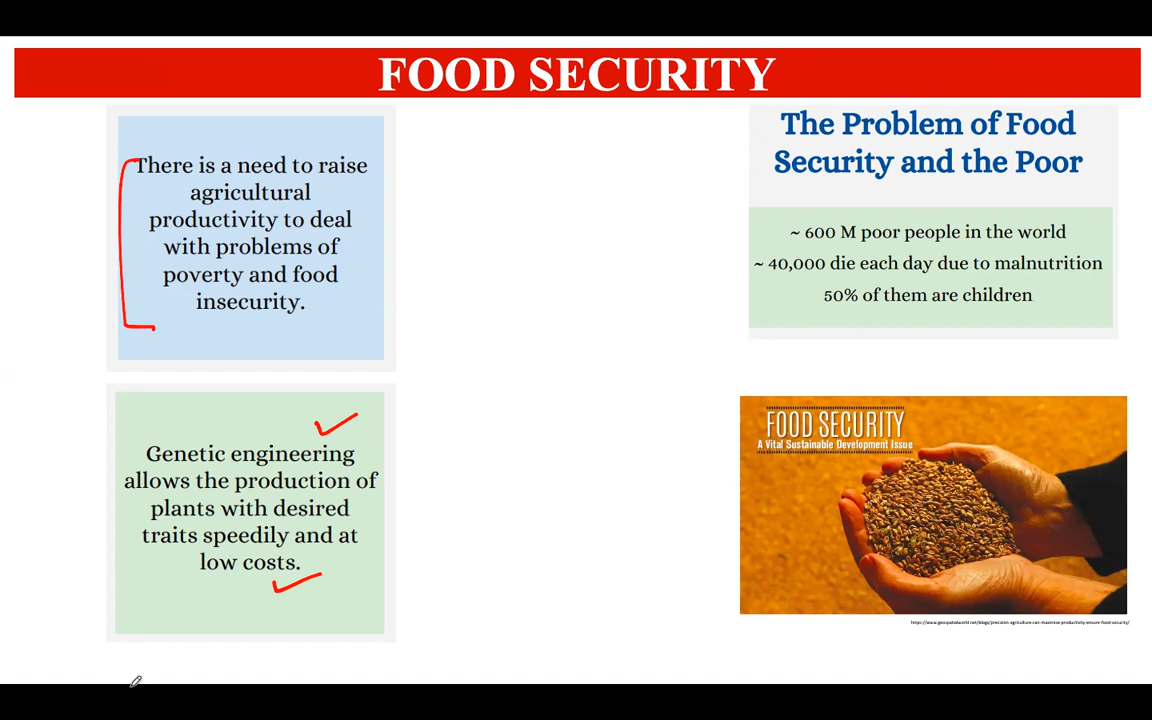 FOOD SECURITY
There is a need to raise
agricultural
productivity to deal
with problems of
poverty and food
insecurity.
Genetic engineering
allows the production of
plants with desired
traits speedily and at
low costs.
The Problem of Food
Security and the Poor
~ 600 M poor people in the world
~ 40,000 die each day due to malnutrition
50% of them are children
FOOD SECURITY
A Vital Sustainable Development Issue
https://www.geospatialworld.net/blogs/precision-agriculture-can-maximise-productivity-ensure-food-security/